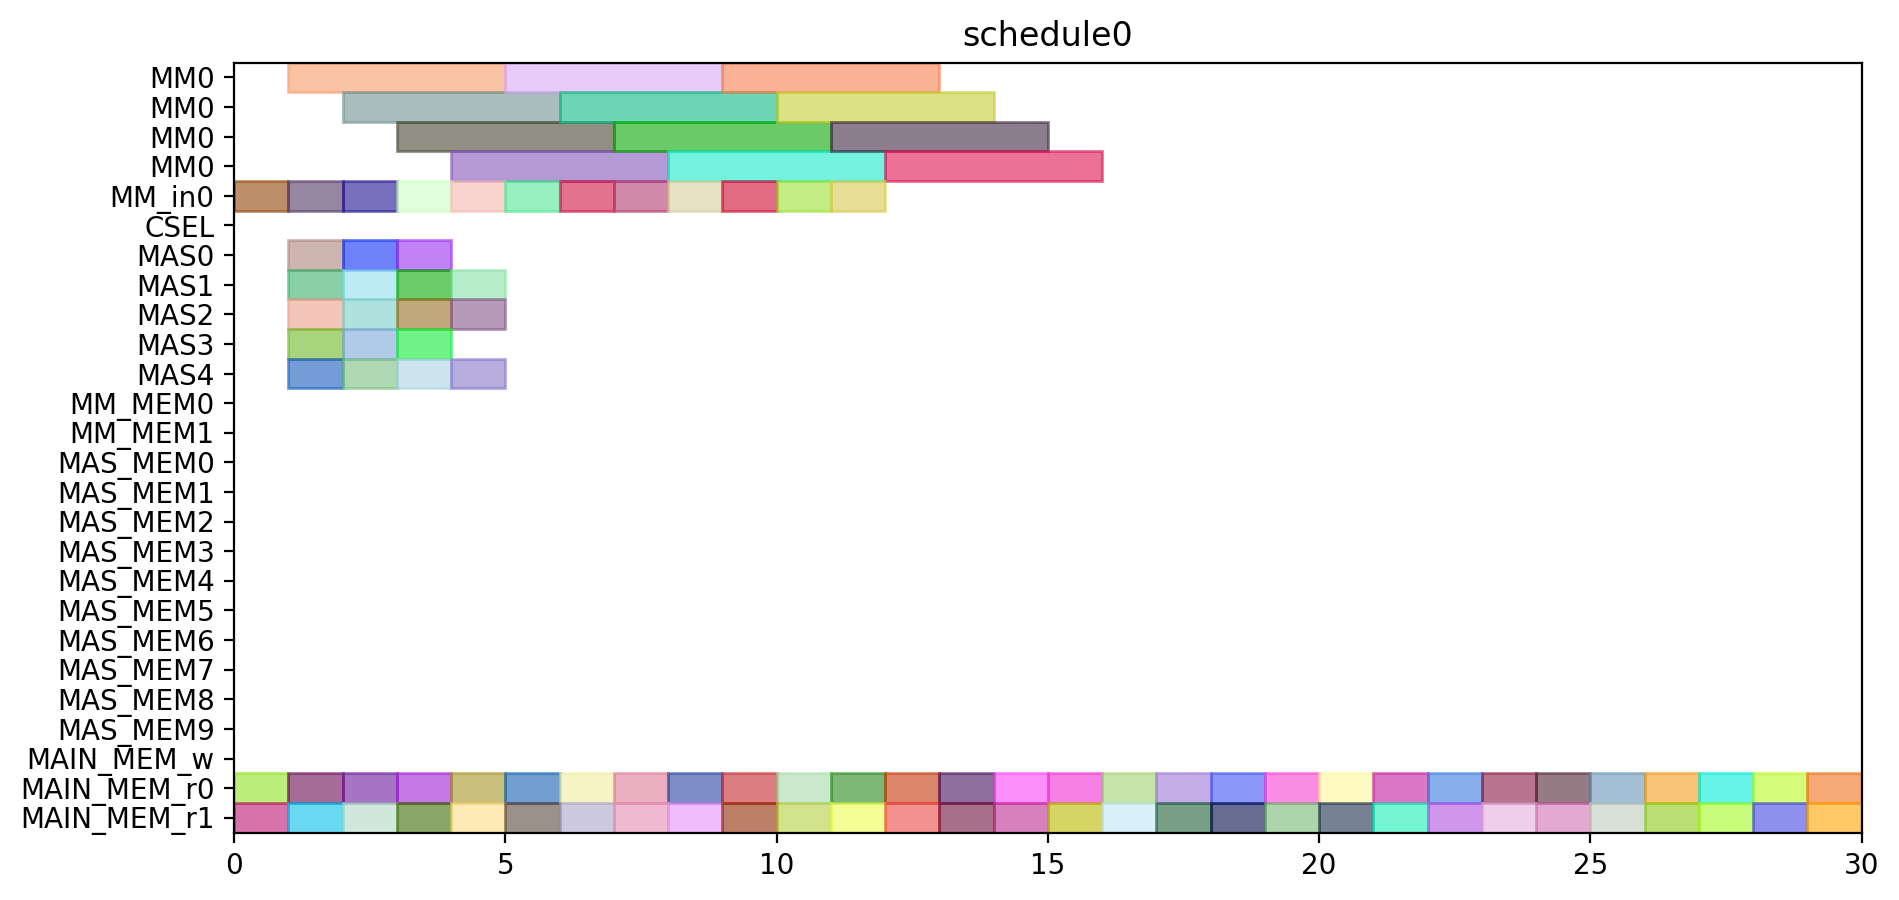 schedule0
MM0
MM0
MM0
MM0
MM_in0
CSEL
MAS0
MAS1
MAS2
MAS3
MAS4
MM_MEM0
MM_MEM1
MAS_MEM0
MAS_MEM1
MAS_MEM2
MAS_MEM3
MAS_MEM4
MAS_MEM5
MAS_MEM6
MAS_MEM7
MAS_MEM8
MAS_MEM9
MAIN_MEM_w
MAIN_MEM_r0
MAIN_MEM_r1
0 5 10 15 20 25 30